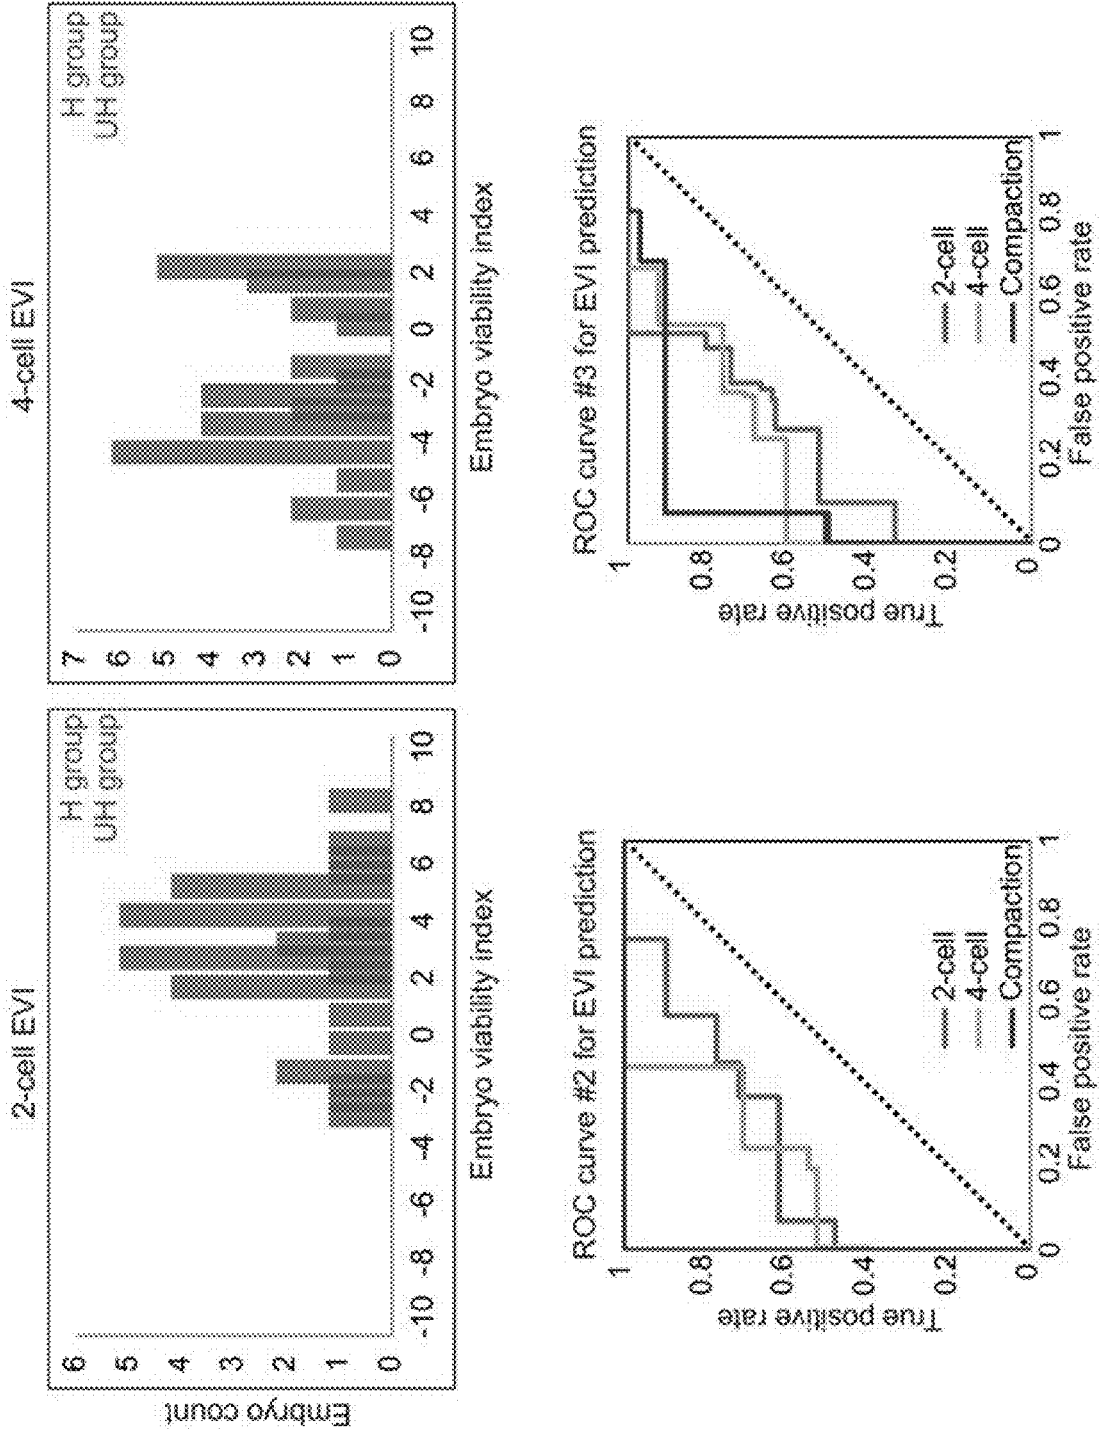 2-cell EVI
H group
UH group
Embryo count
6
5
4
3
2
1
0
-10 -8 -6 -4 -2 0 2 4 6 8 10
Embryo viability index
4-cell EVI
H group
UH group
7
6
5
4
3
2
1
0
-10 -8 -6 -4 -2 0 2 4 6 8 10
Embryo viability index
ROC curve #2 for EVI prediction
True positive rate
1
0.8
0.6
0.4
0.2
0
2-cell
4-cell
Compaction
0 0.2 0.4 0.6 0.8 1
False positive rate
ROC curve #3 for EVI prediction
True positive rate
1
0.8
0.6
0.4
0.2
0
2-cell
4-cell
Compaction
0 0.2 0.4 0.6 0.8 1
False positive rate